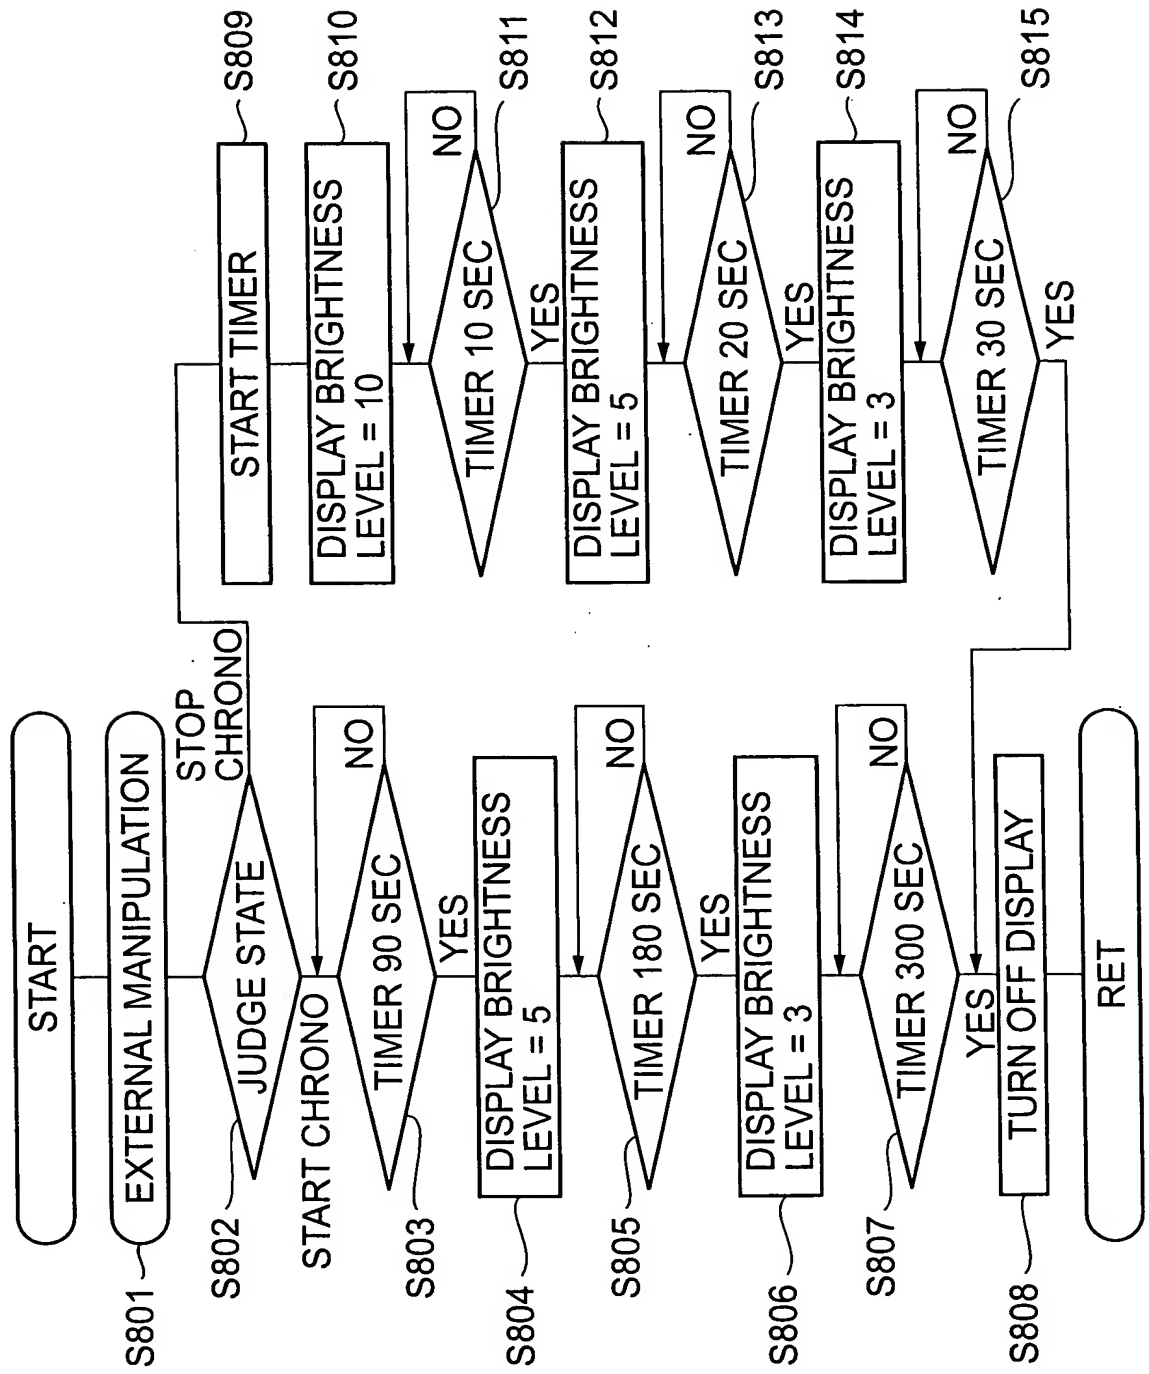 START
S801
EXTERNAL MANIPULATION
S802
JUDGE STATE
STOP
CHRONO
START CHRONO
S803
TIMER 90 SEC
NO
YES
S804
DISPLAY BRIGHTNESS
LEVEL = 5
S805
TIMER 180 SEC
NO
YES
S806
DISPLAY BRIGHTNESS
LEVEL = 3
S807
TIMER 300 SEC
NO
YES
S808
TURN OFF DISPLAY
RET
START TIMER
S809
DISPLAY BRIGHTNESS
LEVEL = 10
S810
TIMER 10 SEC
NO
S811
YES
DISPLAY BRIGHTNESS
LEVEL = 5
S812
TIMER 20 SEC
NO
S813
YES
DISPLAY BRIGHTNESS
LEVEL = 3
S814
TIMER 30 SEC
NO
S815
YES